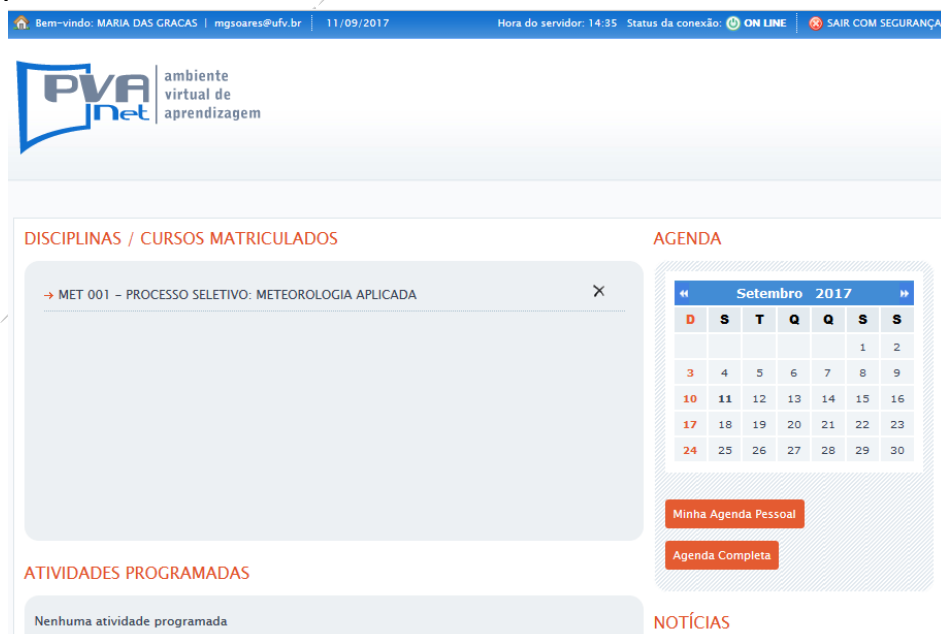 Bem-vindo: MARIA DAS GRACAS | mgsoares@ufv.br | 11/09/2017 Hora do servidor: 14:35 Status da conexão: ON LINE SAIR COM SEGURANÇA
PVANet
ambiente
virtual de
aprendizagem
DISCIPLINAS / CURSOS MATRICULADOS
→ MET 001 – PROCESSO SELETIVO: METEOROLOGIA APLICADA
ATIVIDADES PROGRAMADAS
Nenhuma atividade programada
AGENDA
Setembro 2017
D S T Q Q S S
1 2
3 4 5 6 7 8 9
10 11 12 13 14 15 16
17 18 19 20 21 22 23
24 25 26 27 28 29 30
Minha Agenda Pessoal
Agenda Completa
NOTÍCIAS